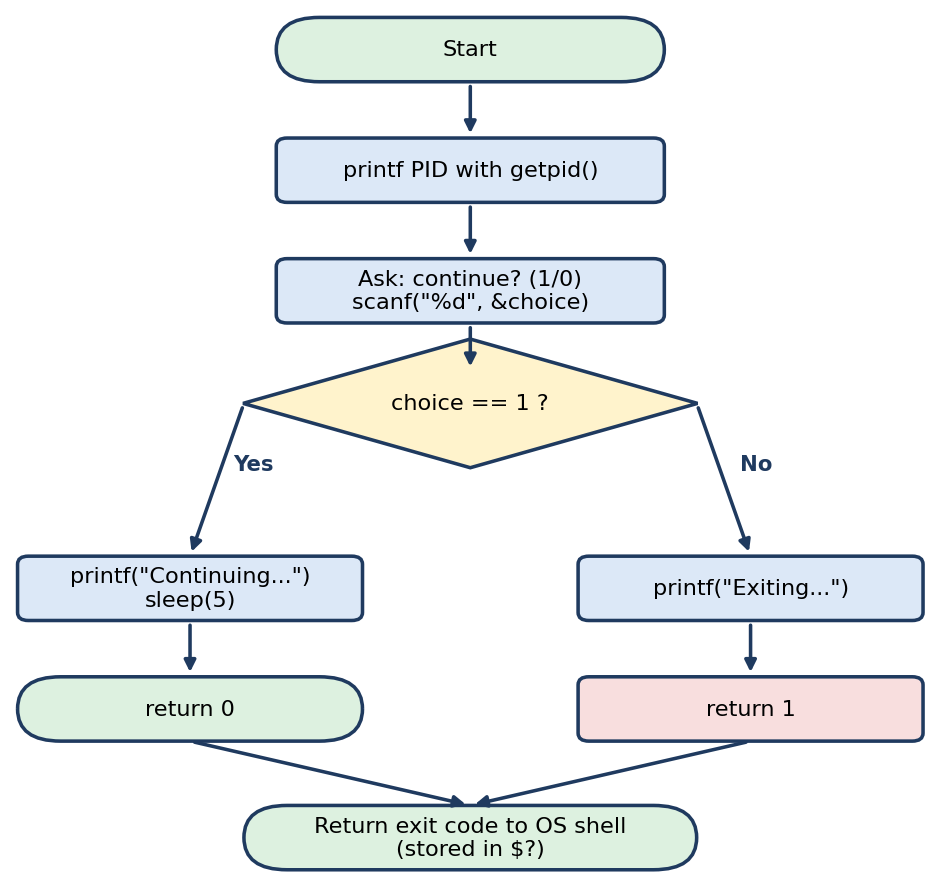 Start
printf PID with getpid()
Ask: continue? (1/0)
scanf("%d", &choice)
choice == 1 ?
Yes
No
printf("Continuing...")
sleep(5)
printf("Exiting...")
return 0
return 1
Return exit code to OS shell
(stored in $?)